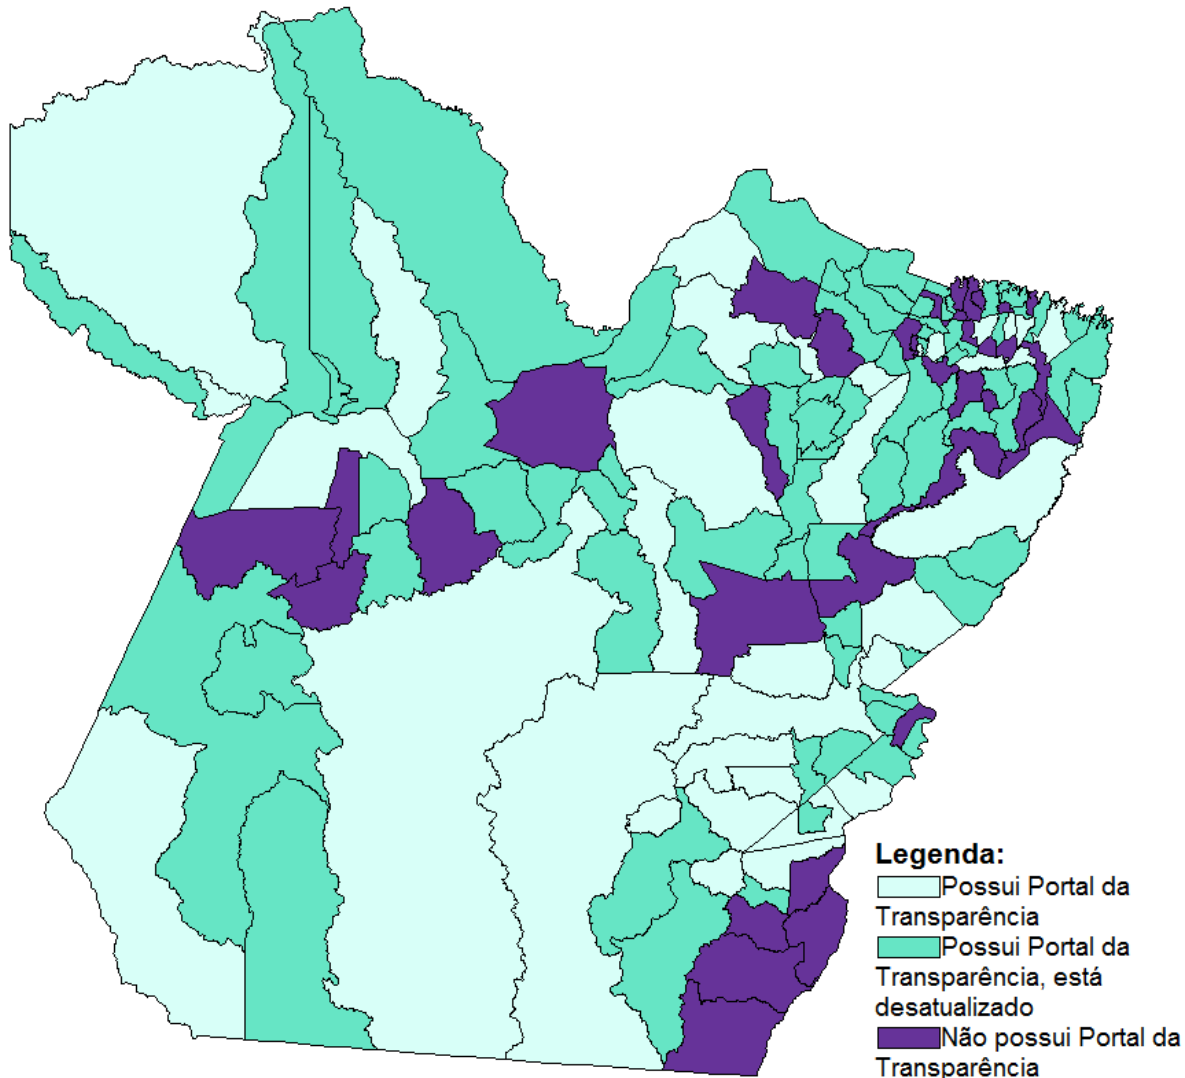 Legenda:
Possui Portal da
Transparência
Possui Portal da
Transparência, está
desatualizado
Não possui Portal da
Transparência